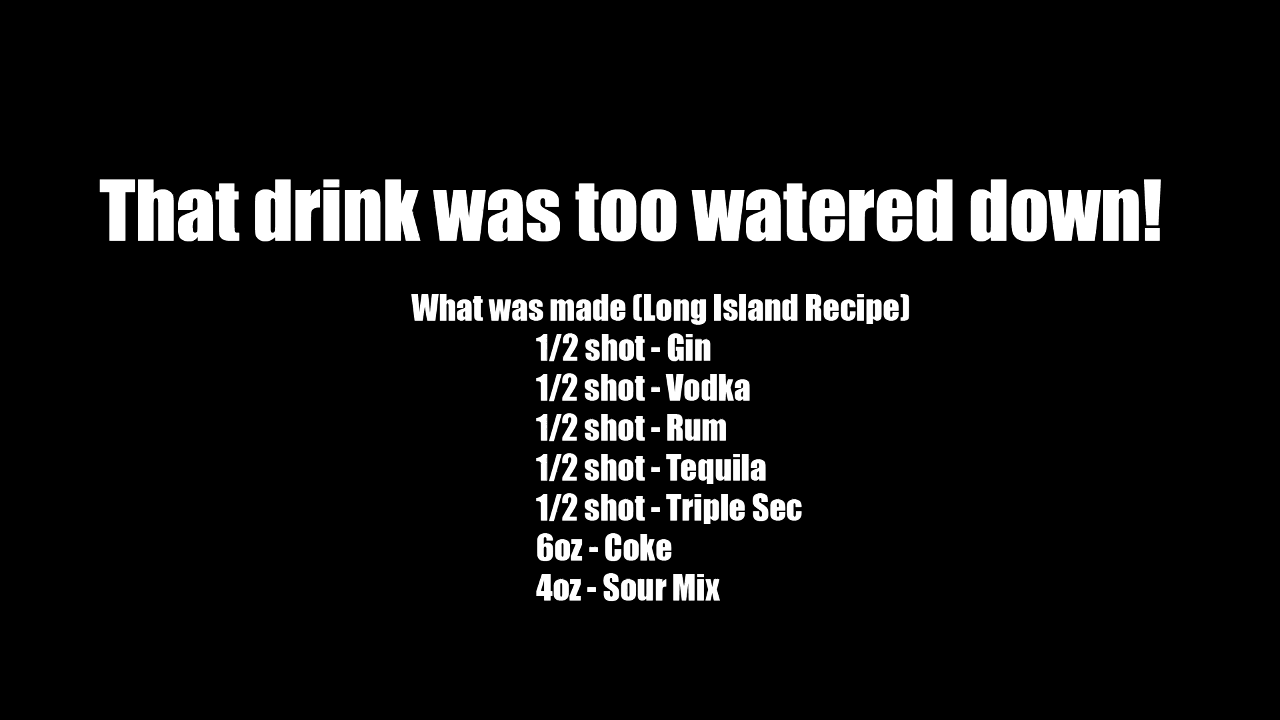 That drink was too watered down!
What was made (Long Island Recipe)
1/2 shot - Gin
1/2 shot - Vodka
1/2 shot - Rum
1/2 shot - Tequila
1/2 shot - Triple Sec
6oz - Coke
4oz - Sour Mix